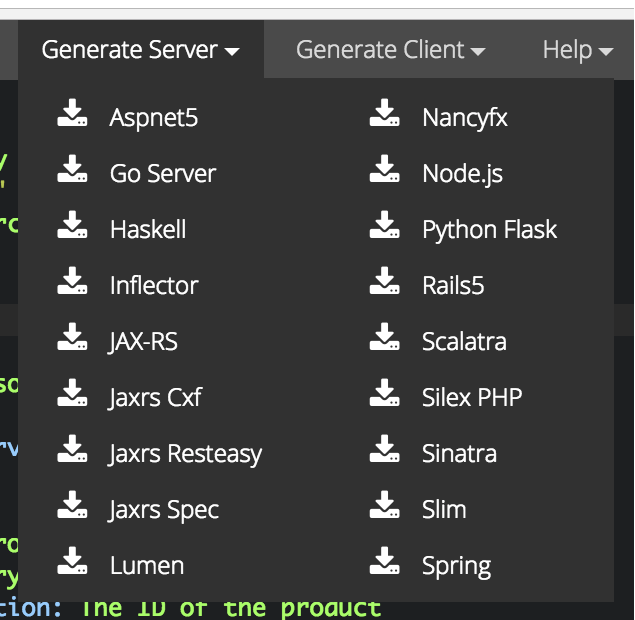 Generate Server Generate Client Help
Aspnet5 Nancyfx
Go Server Node.js
Haskell Python Flask
Inflector Rails5
JAX-RS Scalatra
Jaxrs Cxf Silex PHP
Jaxrs Resteasy Sinatra
Jaxrs Spec Slim
Lumen Spring
tion: The ID of the product